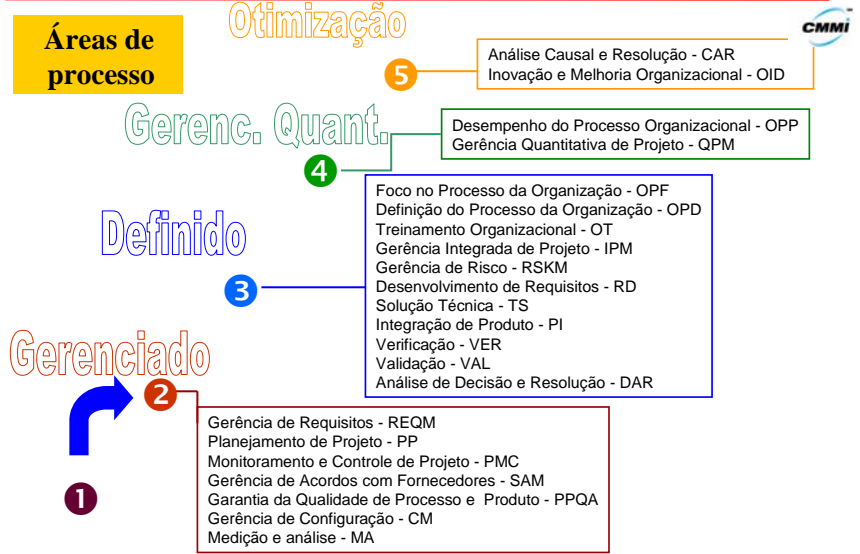 Áreas de
processo
Otimização
CMMI
5
Análise Causal e Resolução - CAR
Inovação e Melhoria Organizacional - OID
Gerenc. Quant.
4
Desempenho do Processo Organizacional - OPP
Gerência Quantitativa de Projeto - QPM
Definido
3
Foco no Processo da Organização - OPF
Definição do Processo da Organização - OPD
Treinamento Organizacional - OT
Gerência Integrada de Projeto - IPM
Gerência de Risco - RSKM
Desenvolvimento de Requisitos - RD
Solução Técnica - TS
Integração de Produto - PI
Verificação - VER
Validação - VAL
Análise de Decisão e Resolução - DAR
Gerenciado
2
Gerência de Requisitos - REQM
Planejamento de Projeto - PP
Monitoramento e Controle de Projeto - PMC
Gerência de Acordos com Fornecedores - SAM
Garantia da Qualidade de Processo e  Produto - PPQA
Gerência de Configuração - CM
Medição e análise - MA
1